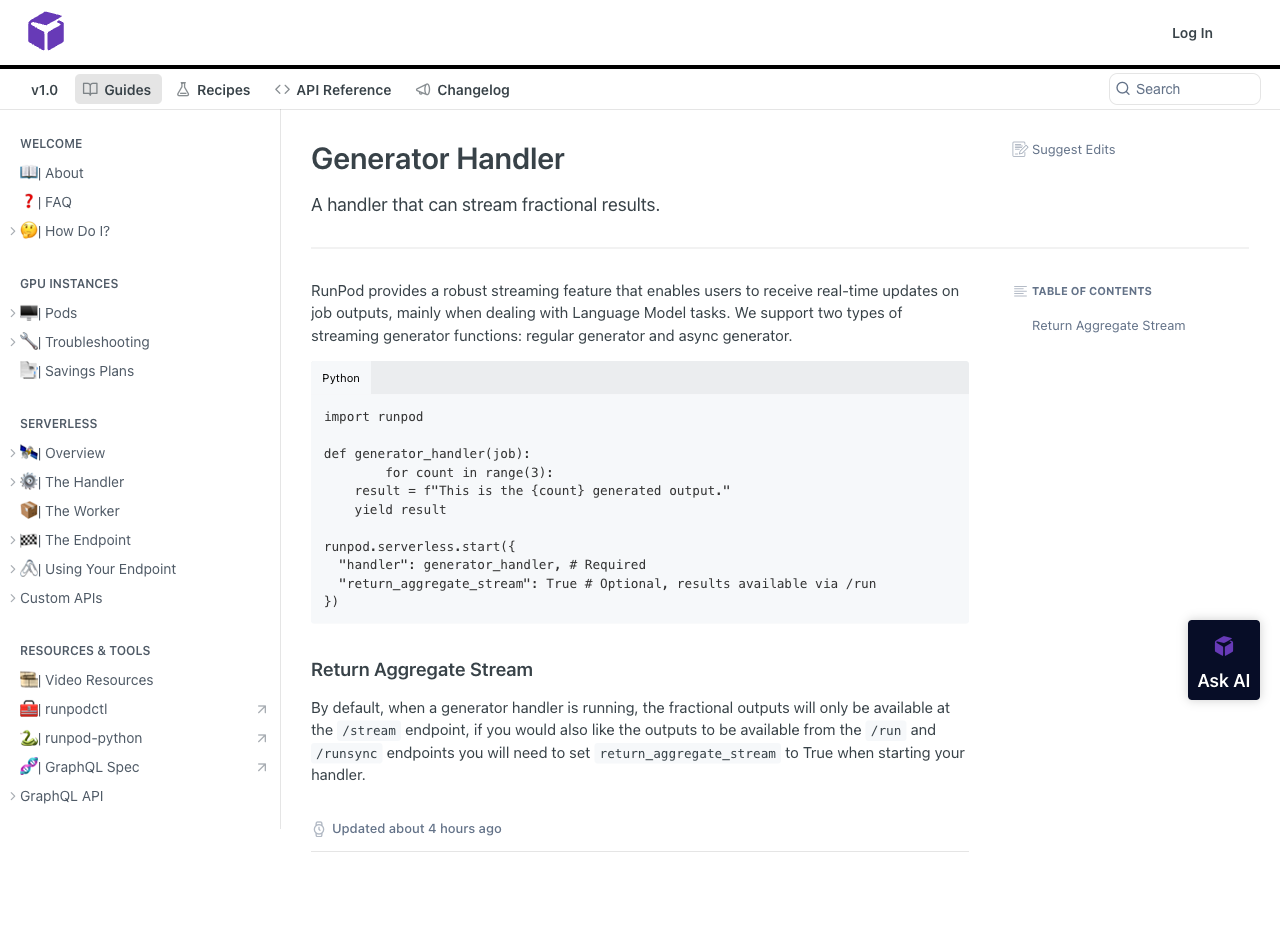 Log In
v1.0
Guides
Recipes
API Reference
Changelog
Search
WELCOME
| About
| FAQ
| How Do I?
GPU INSTANCES
| Pods
| Troubleshooting
| Savings Plans
SERVERLESS
| Overview
| The Handler
| The Worker
| The Endpoint
| Using Your Endpoint
Custom APIs
RESOURCES & TOOLS
| Video Resources
| runpodctl
| runpod-python
| GraphQL Spec
GraphQL API
Generator Handler
A handler that can stream fractional results.
RunPod provides a robust streaming feature that enables users to receive real-time updates on
job outputs, mainly when dealing with Language Model tasks. We support two types of
streaming generator functions: regular generator and async generator.
Python
import runpod
def generator_handler(job):
        for count in range(3):
    result = f"This is the {count} generated output."
    yield result
runpod.serverless.start({
  "handler": generator_handler, # Required
  "return_aggregate_stream": True # Optional, results available via /run
})
Return Aggregate Stream
By default, when a generator handler is running, the fractional outputs will only be available at
the /stream endpoint, if you would also like the outputs to be available from the /run and
/runsync endpoints you will need to set return_aggregate_stream to True when starting your
handler.
Updated about 4 hours ago
Suggest Edits
TABLE OF CONTENTS
Return Aggregate Stream
Ask AI